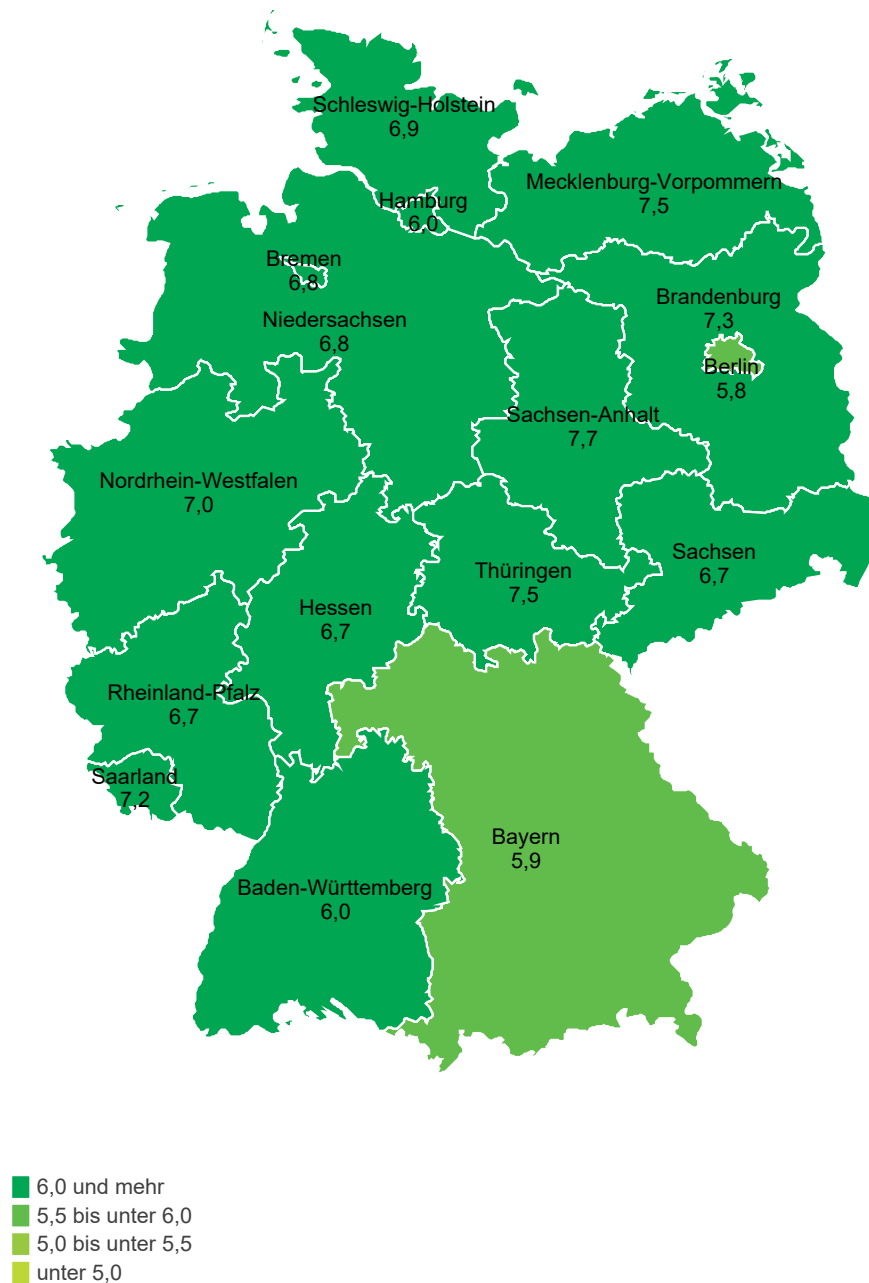 Schleswig-Holstein
6,9
Mecklenburg-Vorpommern
7,5
Hamburg
6,0
Bremen
6,8
Brandenburg
7,3
Niedersachsen
6,8
Berlin
5,8
Sachsen-Anhalt
7,7
Nordrhein-Westfalen
7,0
Sachsen
6,7
Thüringen
7,5
Hessen
6,7
Rheinland-Pfalz
6,7
Saarland
7,2
Bayern
5,9
Baden-Württemberg
6,0
6,0 und mehr
5,5 bis unter 6,0
5,0 bis unter 5,5
unter 5,0